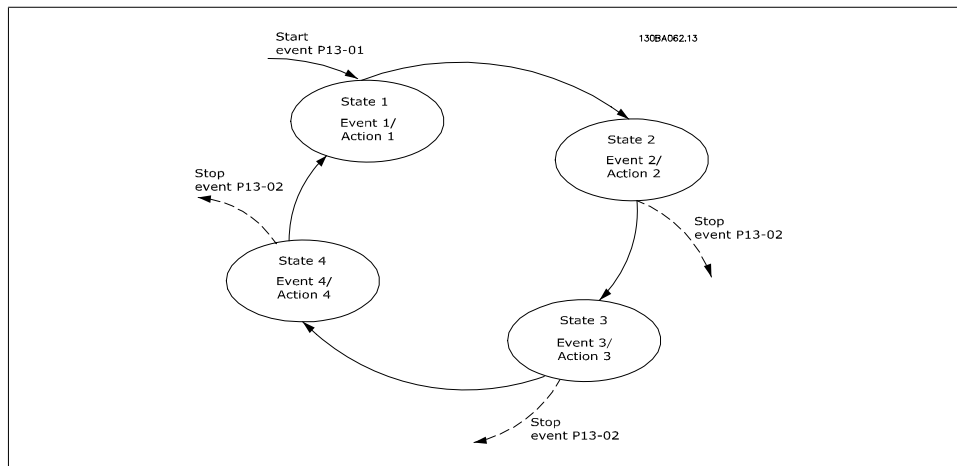 Start
event P13-01
130BA062.13
State 1
Event 1/
Action 1
State 2
Event 2/
Action 2
Stop
event P13-02
Stop
event P13-02
State 4
Event 4/
Action 4
State 3
Event 3/
Action 3
Stop
event P13-02